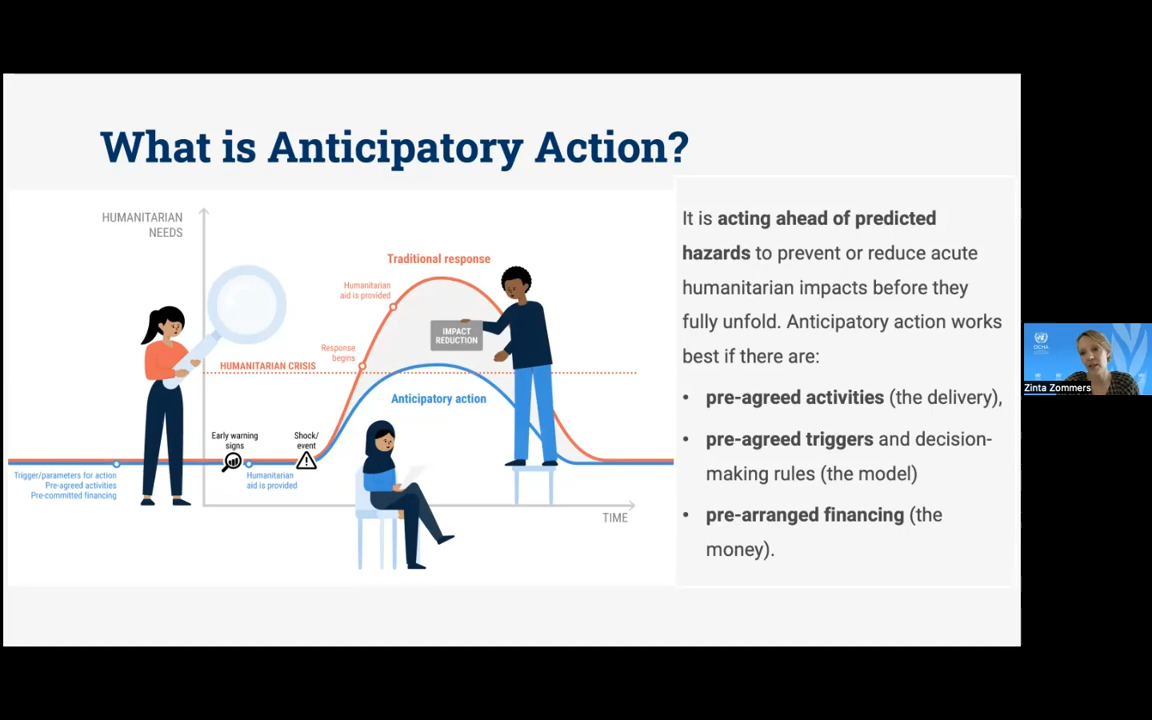 What is Anticipatory Action?
HUMANITARIAN
NEEDS
Traditional response
Humanitarian
aid is provided
IMPACT
REDUCTION
Response
begins
HUMANITARIAN CRISIS
Anticipatory action
Early warning
signs
Shock/
event
Trigger/parameters for action
Pre-agreed activities
Pre-committed financing
Humanitarian
aid is provided
TIME
It is acting ahead of predicted
hazards to prevent or reduce acute
humanitarian impacts before they
fully unfold. Anticipatory action works
best if there are:
• pre-agreed activities (the delivery),
• pre-agreed triggers and decision-
making rules (the model)
• pre-arranged financing (the
money).
OCHA
Zinta Zommers